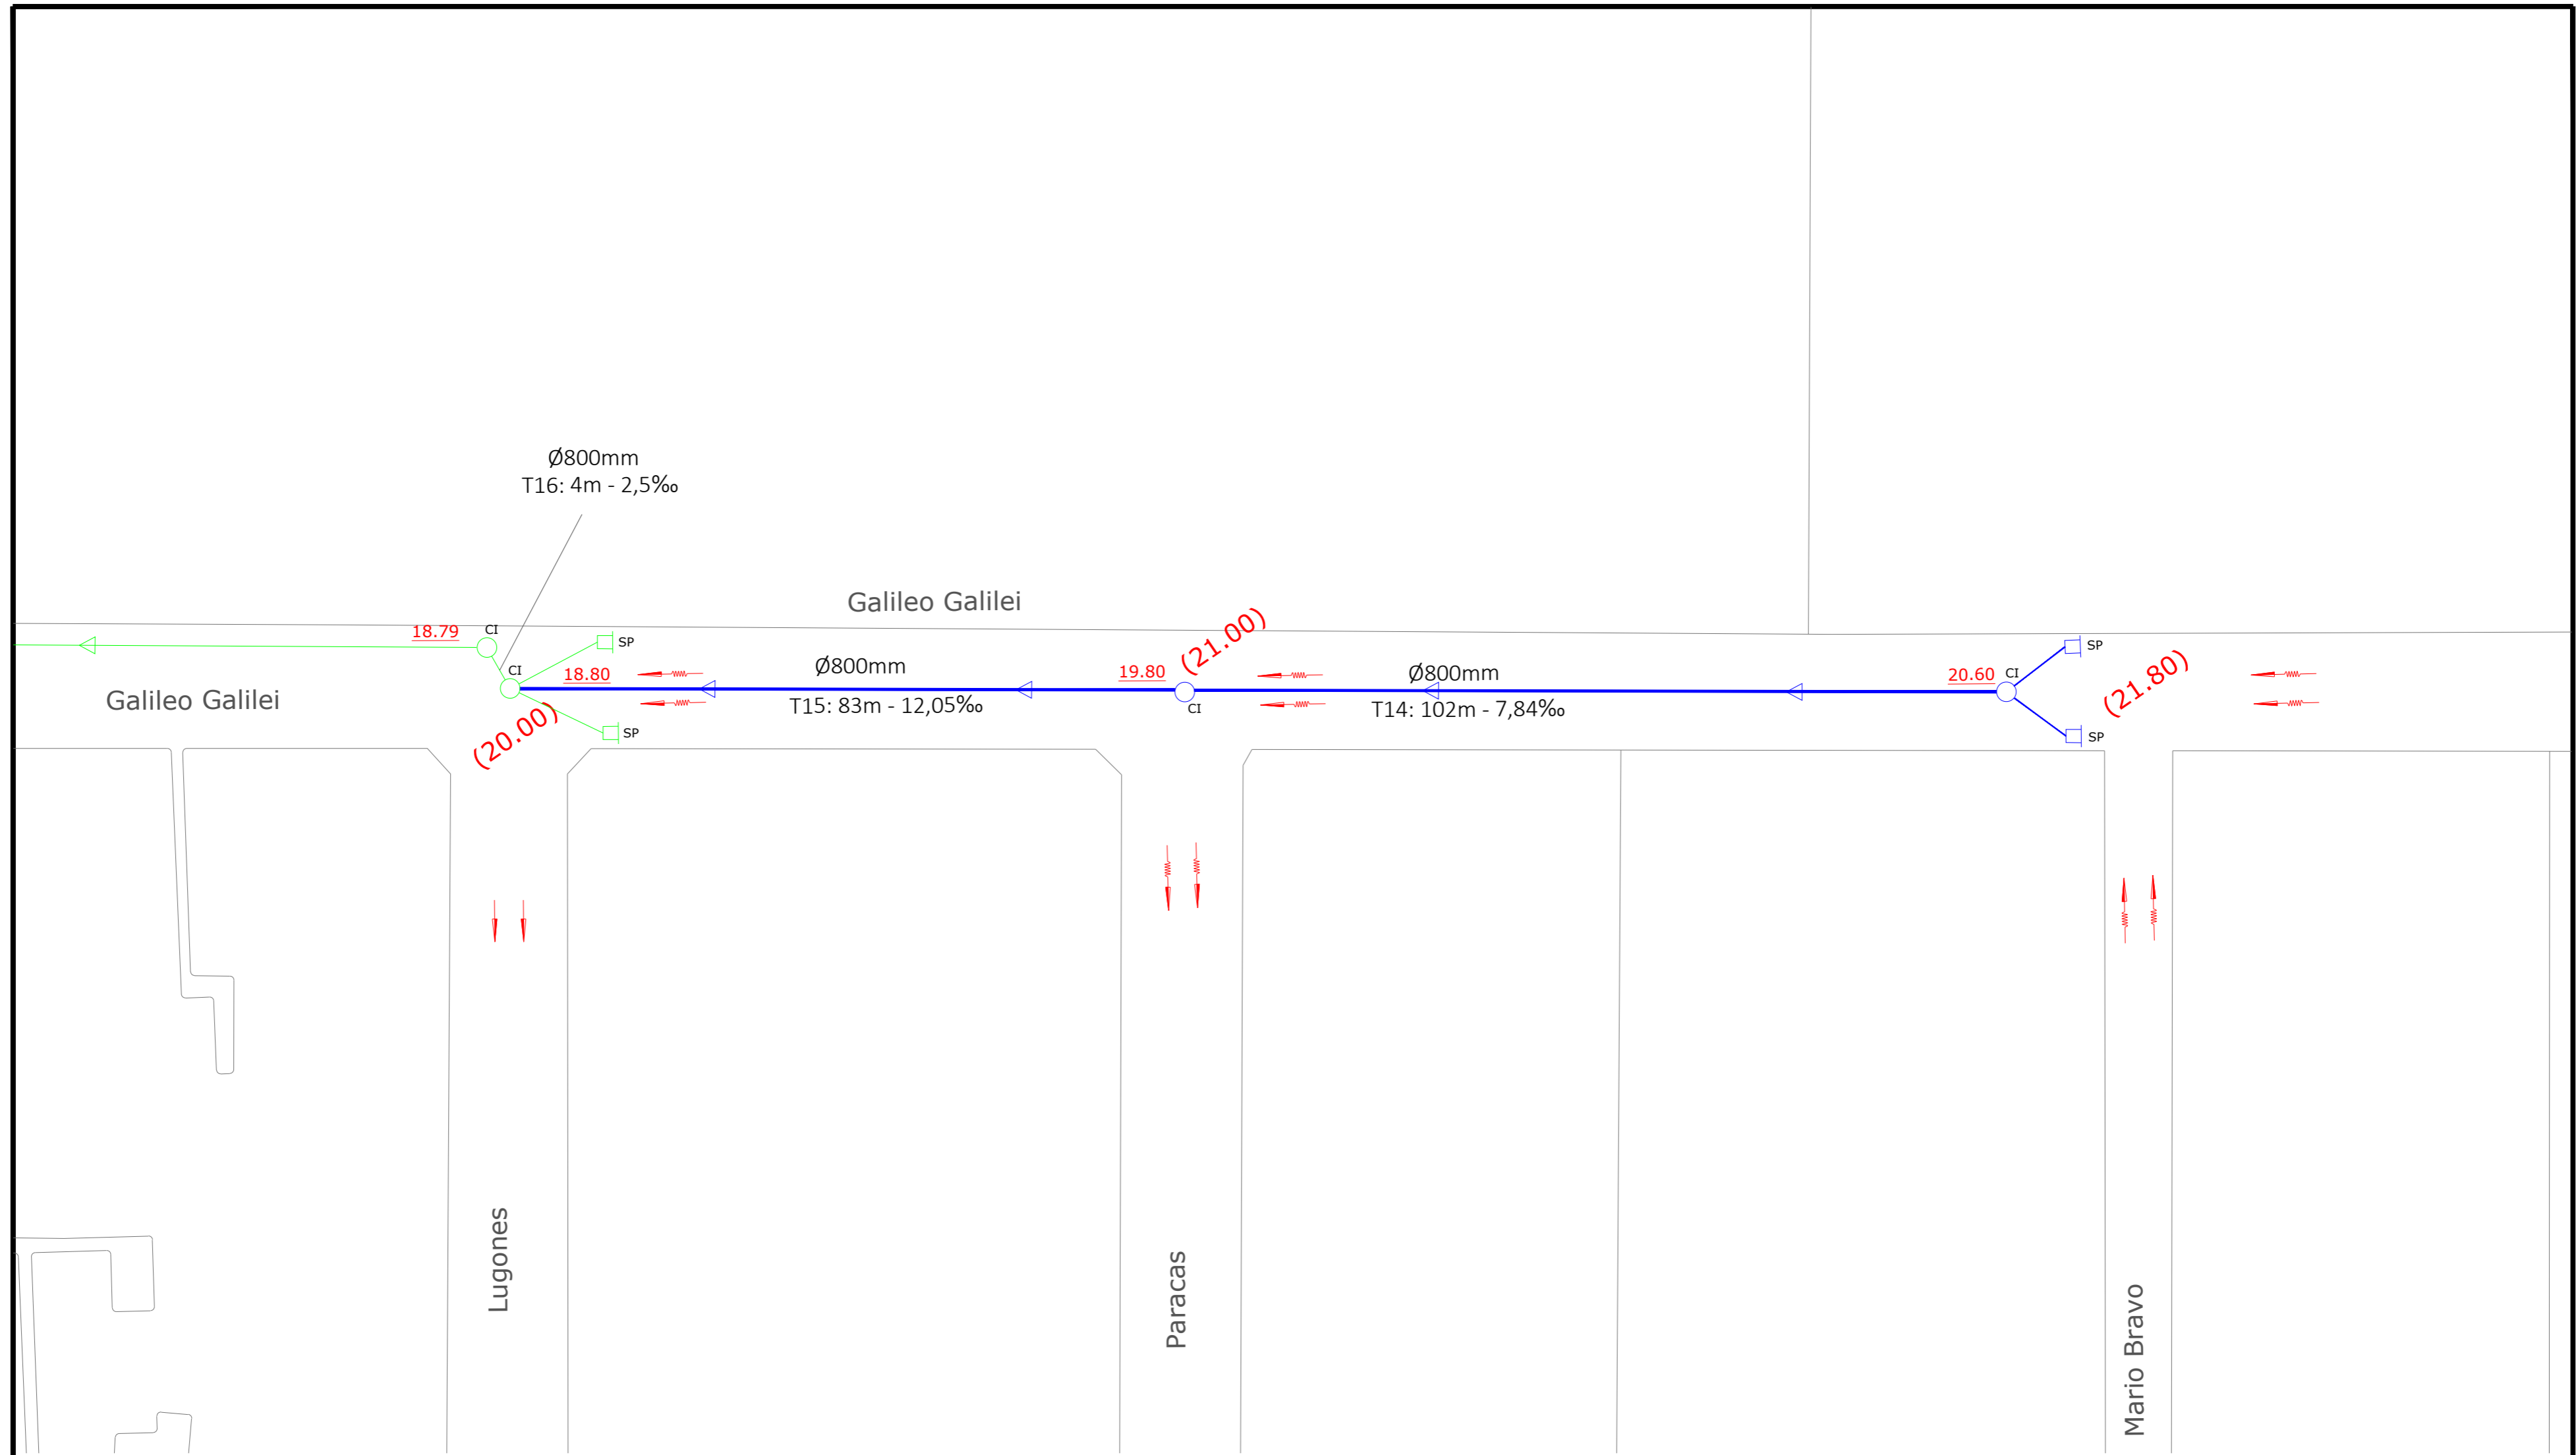 Ø800mm
T16: 4m - 2,5‰
Galileo Galilei
(21.00)
18.79
CI
SP
SP
(21.80)
CI
18.80
Ø800mm
19.80
Ø800mm
20.60
CI
Galileo Galilei
T15: 83m - 12,05‰
CI
T14: 102m - 7,84‰
(20.00)
SP
SP
Lugones
Paracas
Mario Bravo